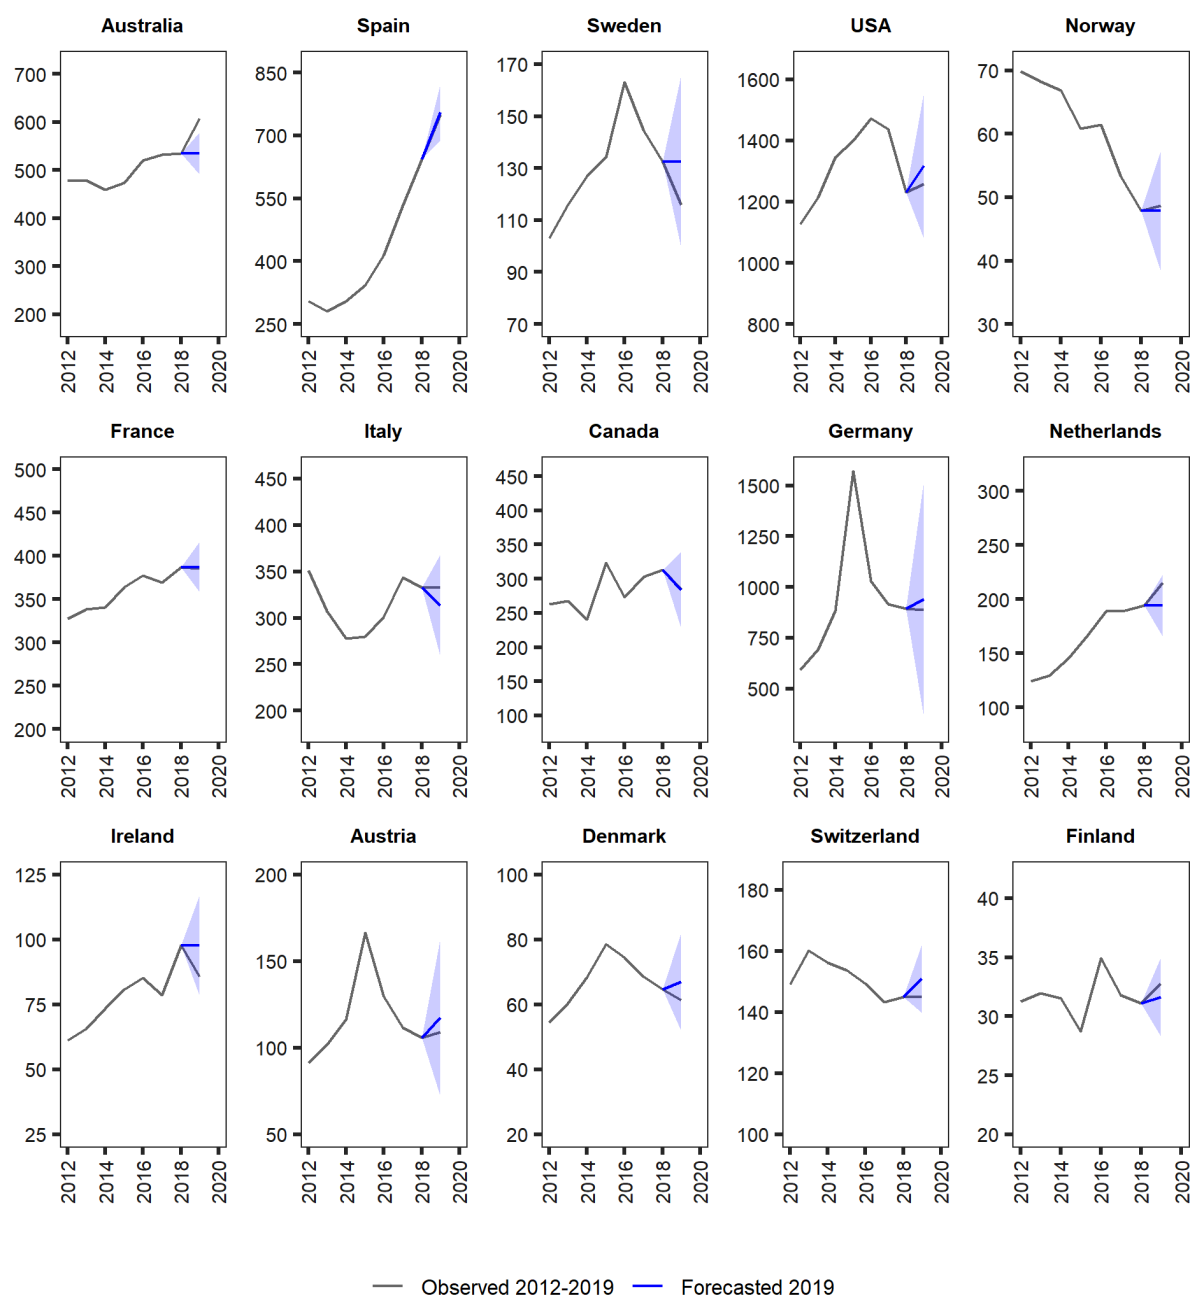 Australia Spain Sweden USA Norway
700 600 500 400 300 200
850 700 550 400 250
170 150 130 110 90 70
1600 1400 1200 1000 800
70 60 50 40 30
2012 2014 2016 2018 2020 2012 2014 2016 2018 2020 2012 2014 2016 2018 2020 2012 2014 2016 2018 2020 2012 2014 2016 2018 2020
France Italy Canada Germany Netherlands
500 450 400 350 300 250 200
450 400 350 300 250 200
450 400 350 300 250 200 150 100
1500 1250 1000 750 500
300 250 200 150 100
2012 2014 2016 2018 2020 2012 2014 2016 2018 2020 2012 2014 2016 2018 2020 2012 2014 2016 2018 2020 2012 2014 2016 2018 2020
Ireland Austria Denmark Switzerland Finland
125 100 75 50 25
200 150 100 50
100 80 60 40 20
180 160 140 120 100
40 35 30 25 20
2012 2014 2016 2018 2020 2012 2014 2016 2018 2020 2012 2014 2016 2018 2020 2012 2014 2016 2018 2020 2012 2014 2016 2018 2020
Observed 2012-2019 Forecasted 2019